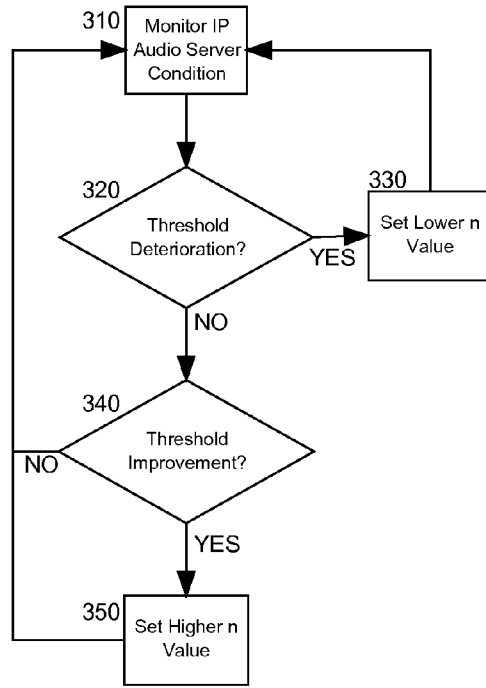 310
Monitor IP
Audio Server
Condition
320
Threshold
Deterioration?
YES
330
Set Lower n
Value
NO
340
Threshold
Improvement?
NO
YES
350
Set Higher n
Value